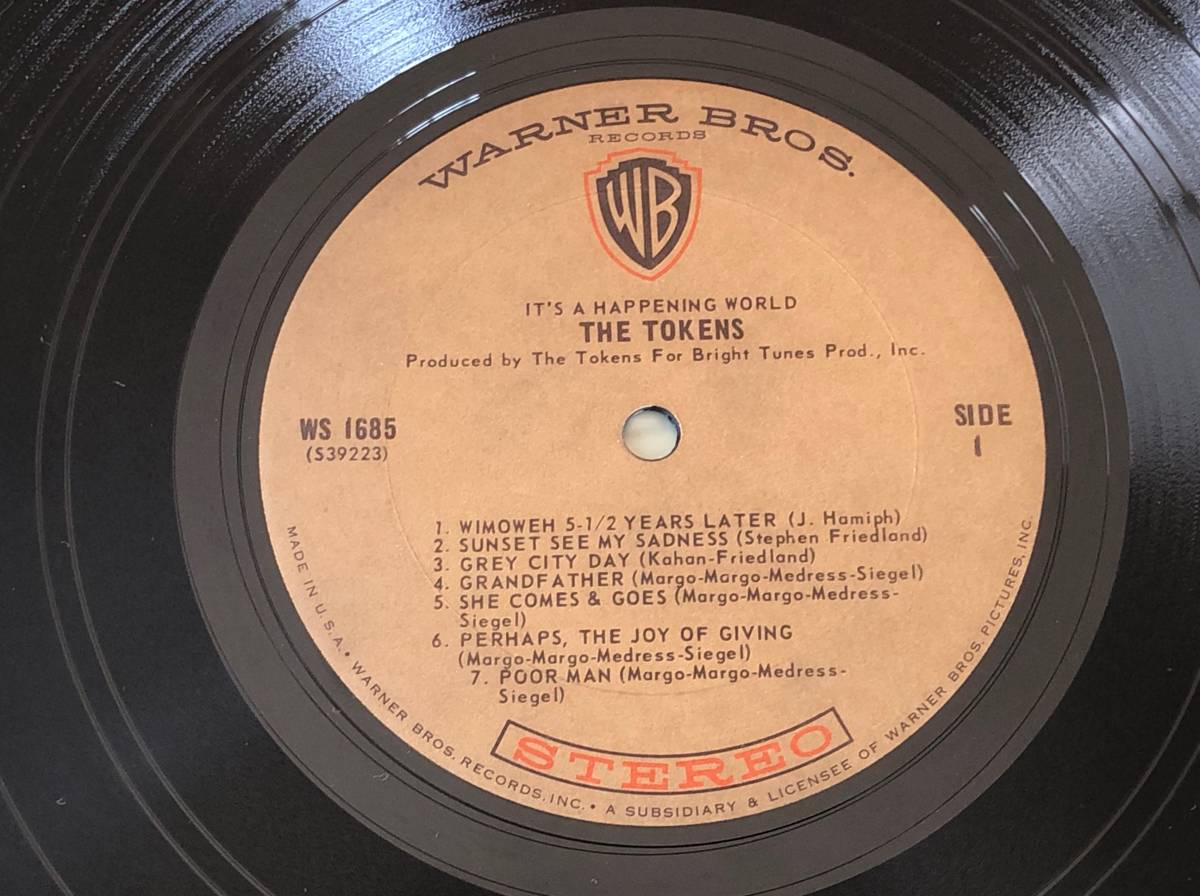 WARNER BROS.
RECORDS
WB
IT'S A HAPPENING WORLD
THE TOKENS
Produced by The Tokens For Bright Tunes Prod., Inc.
WS 1685
(S39223)
SIDE
1
1. WIMOWEH 5-1/2 YEARS LATER (J. Hamiph)
2. SUNSET SEE MY SADNESS (Stephen Friedland)
3. GREY CITY DAY (Kahan-Friedland)
4. GRANDFATHER (Margo-Margo-Medress-Siegel)
5. SHE COMES & GOES (Margo-Margo-Medress-
Siegel)
6. PERHAPS, THE JOY OF GIVING
(Margo-Margo-Medress-Siegel)
7. POOR MAN (Margo-Margo-Medress-
Siegel)
STEREO
MADE IN U.S.A. • WARNER BROS. RECORDS, INC. • A SUBSIDIARY & LICENSEE OF WARNER BROS. PICTURES, INC.